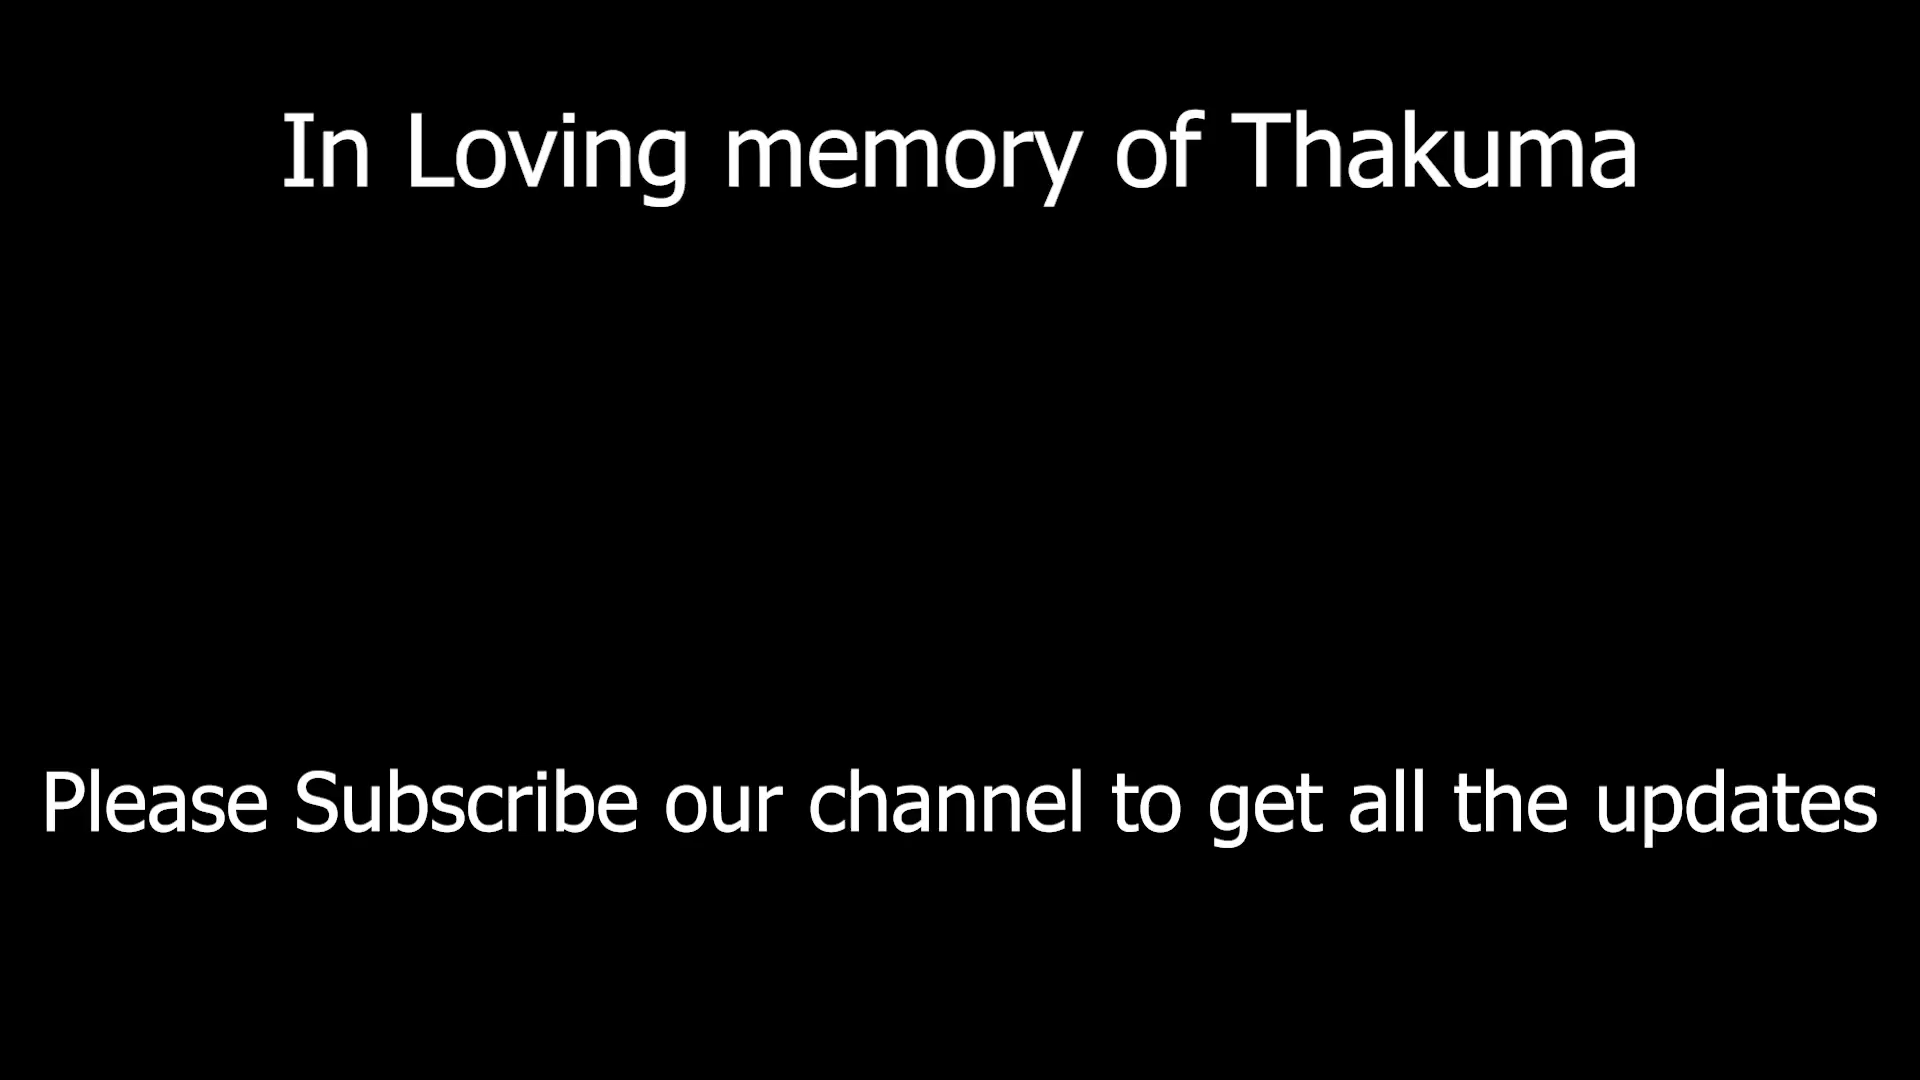 In Loving memory of Thakuma
Please Subscribe our channel to get all the updates